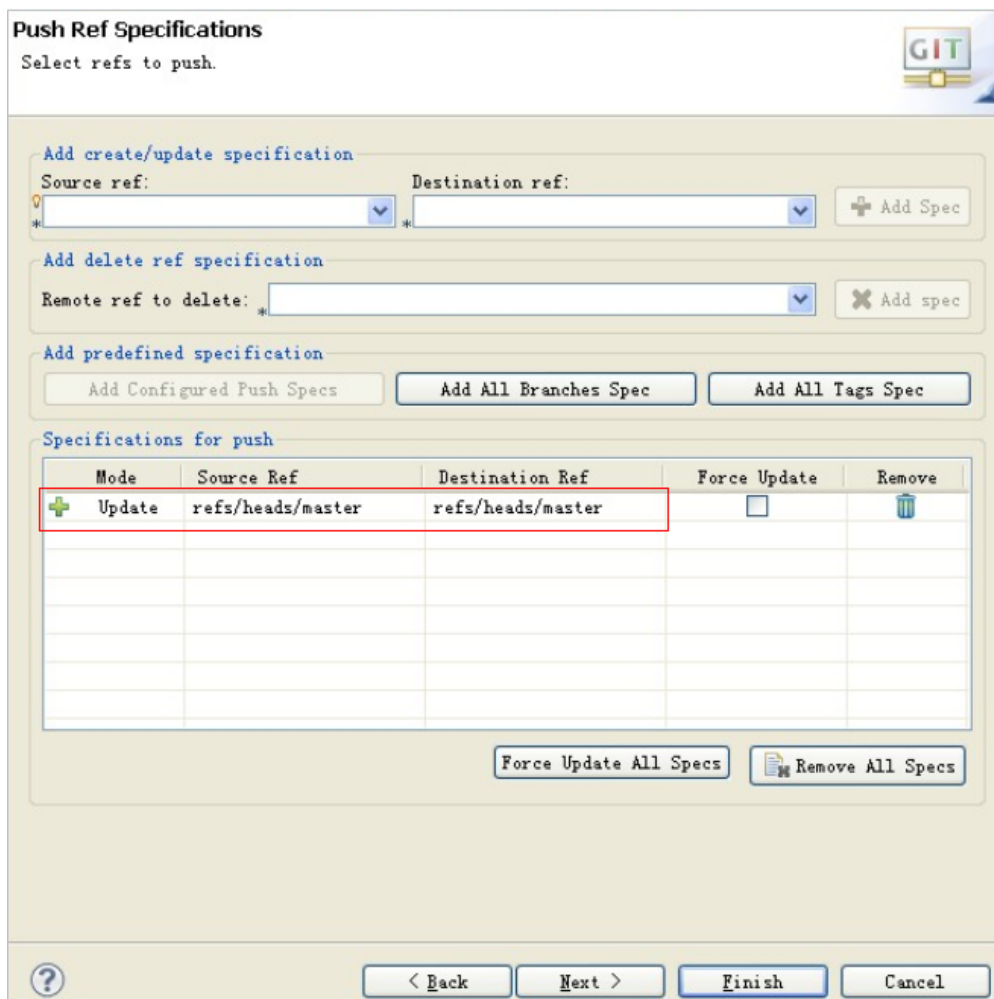 Push Ref Specifications
Select refs to push.
GIT
Add create/update specification
Source ref: Destination ref:
* * Add Spec
Add delete ref specification
Remote ref to delete: * Add spec
Add predefined specification
Add Configured Push Specs Add All Branches Spec Add All Tags Spec
Specifications for push
Mode Source Ref Destination Ref Force Update Remove
Update refs/heads/master refs/heads/master
Force Update All Specs Remove All Specs
? < Back Next > Finish Cancel